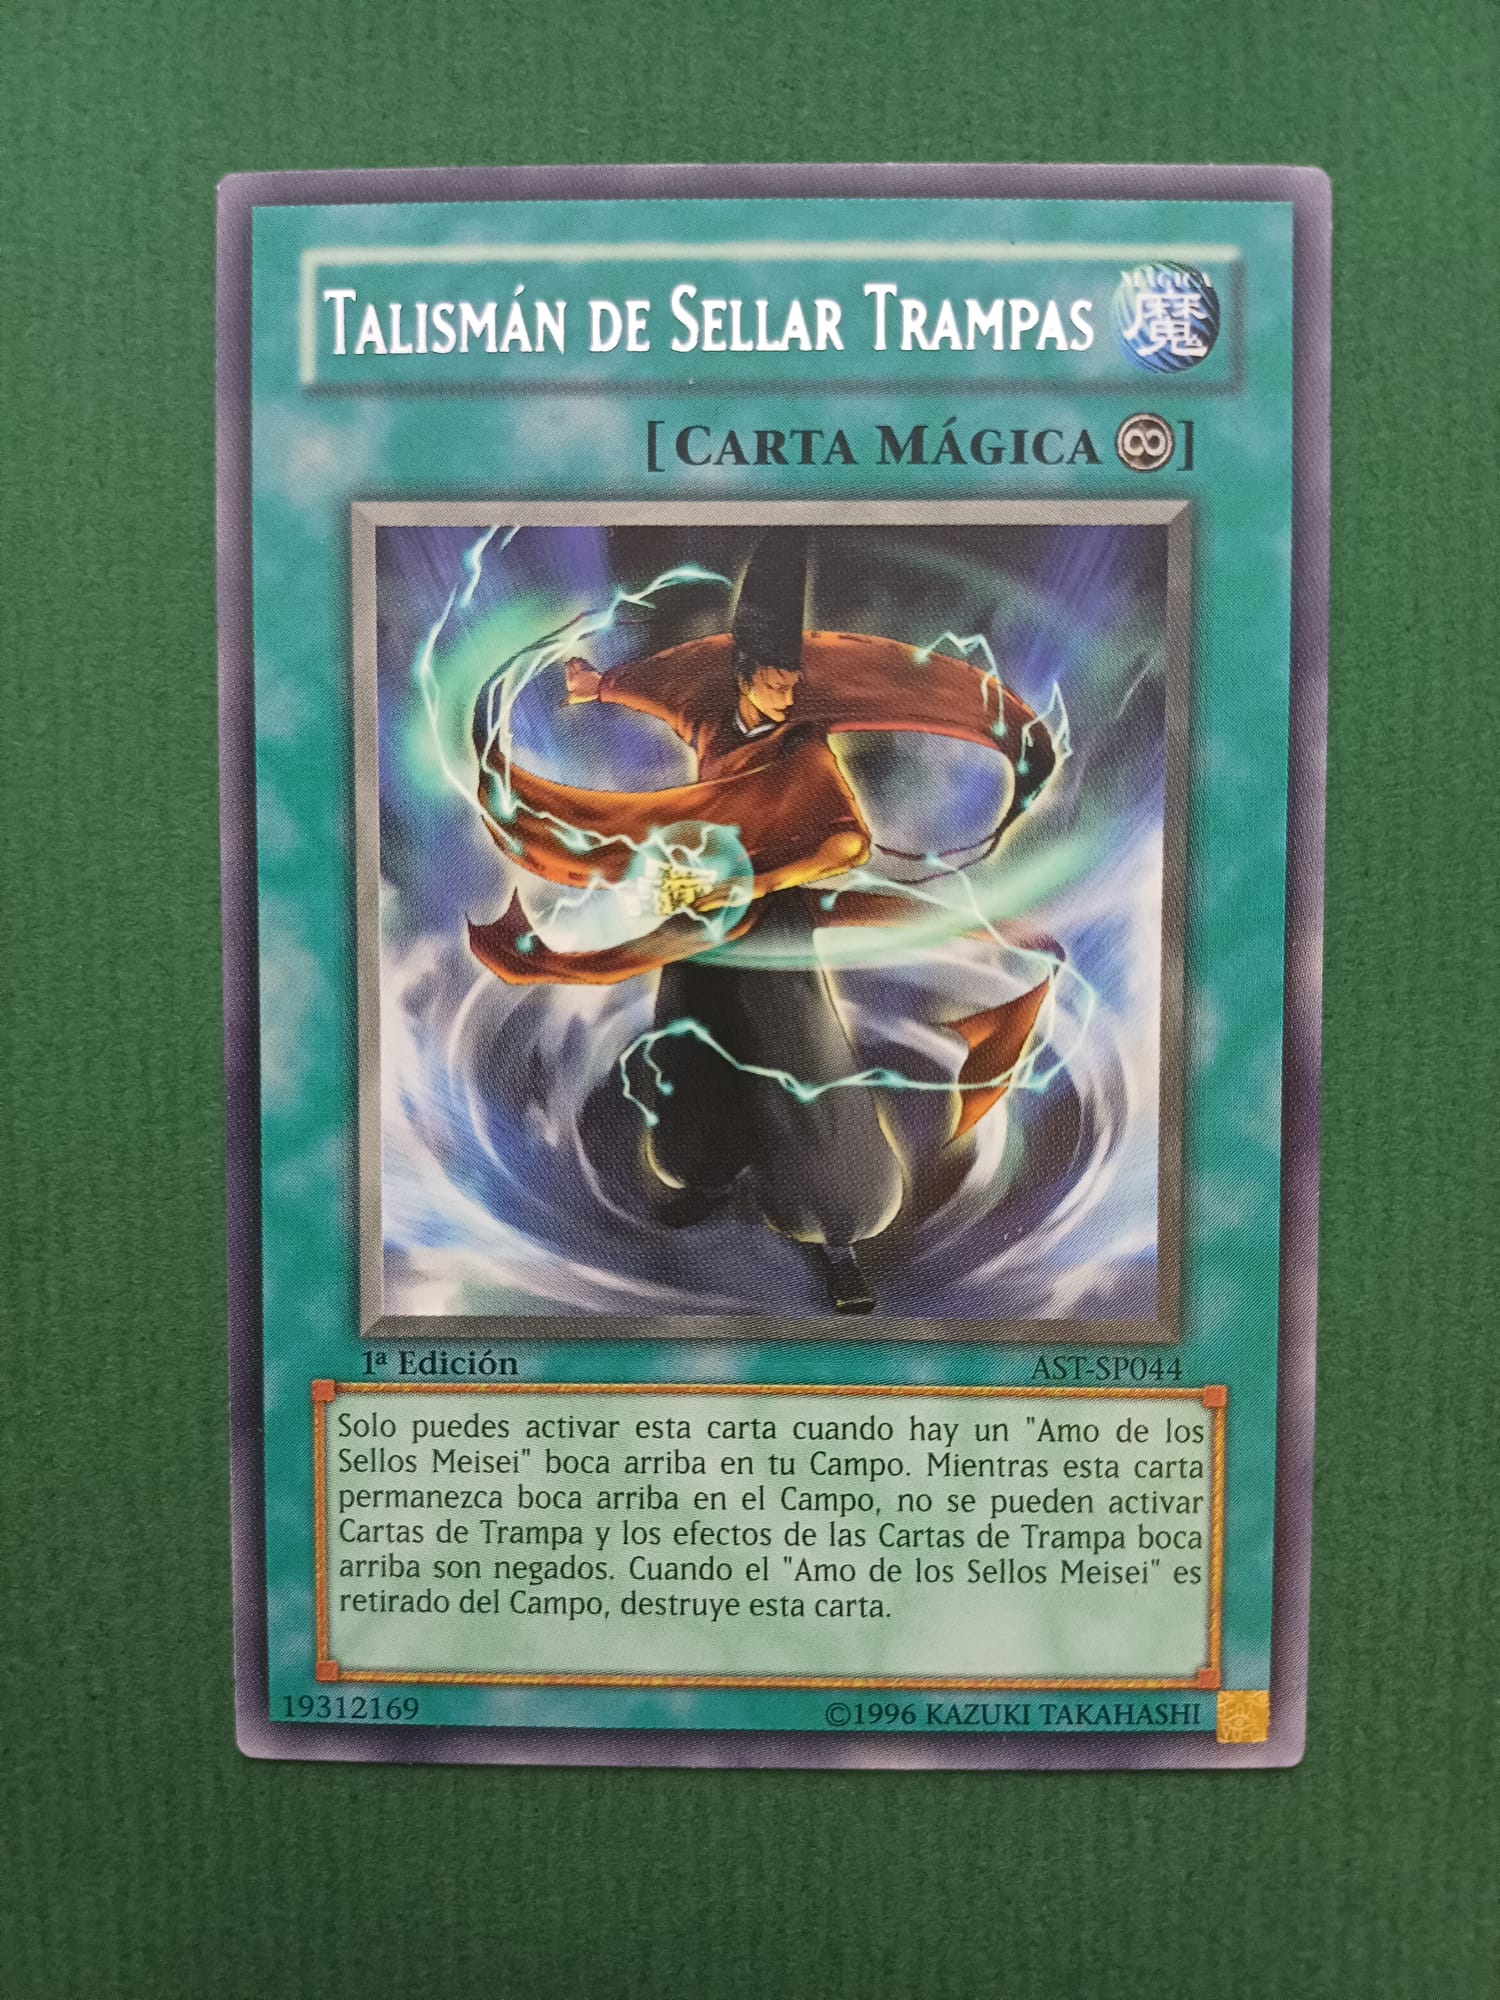 TALISMÁN DE SELLAR TRAMPAS
MÁGICA
魔
[CARTA MÁGICA ∞]
1ª Edición
AST-SP044
Solo puedes activar esta carta cuando hay un "Amo de los
Sellos Meisei" boca arriba en tu Campo. Mientras esta carta
permanezca boca arriba en el Campo, no se pueden activar
Cartas de Trampa y los efectos de las Cartas de Trampa boca
arriba son negados. Cuando el "Amo de los Sellos Meisei" es
retirado del Campo, destruye esta carta.
19312169
©1996 KAZUKI TAKAHASHI